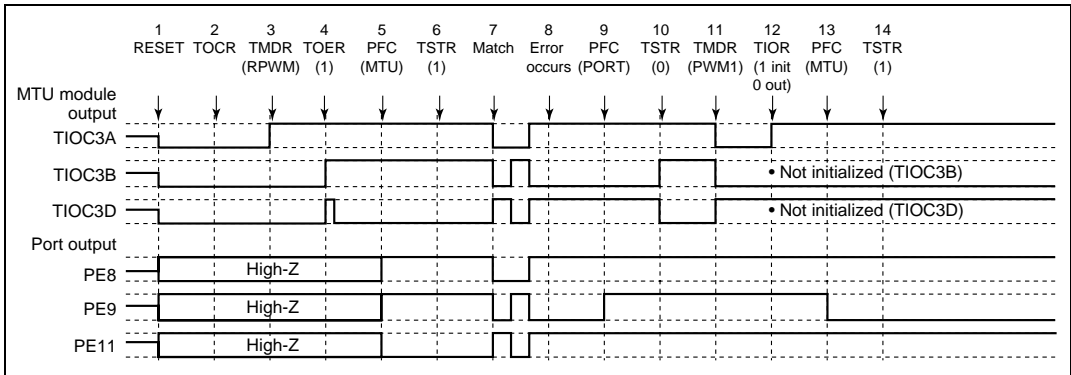 1 2 3 4 5 6 7 8 9 10 11 12 13 14
RESET TOCR TMDR TOER PFC TSTR Match Error PFC TSTR TMDR TIOR PFC TSTR
(RPWM) (1) (MTU) (1) occurs (PORT) (0) (PWM1) (1 init (MTU) (1)
0 out)
MTU module
output
TIOC3A
TIOC3B
• Not initialized (TIOC3B)
TIOC3D
• Not initialized (TIOC3D)
Port output
PE8
High-Z
PE9
High-Z
PE11
High-Z